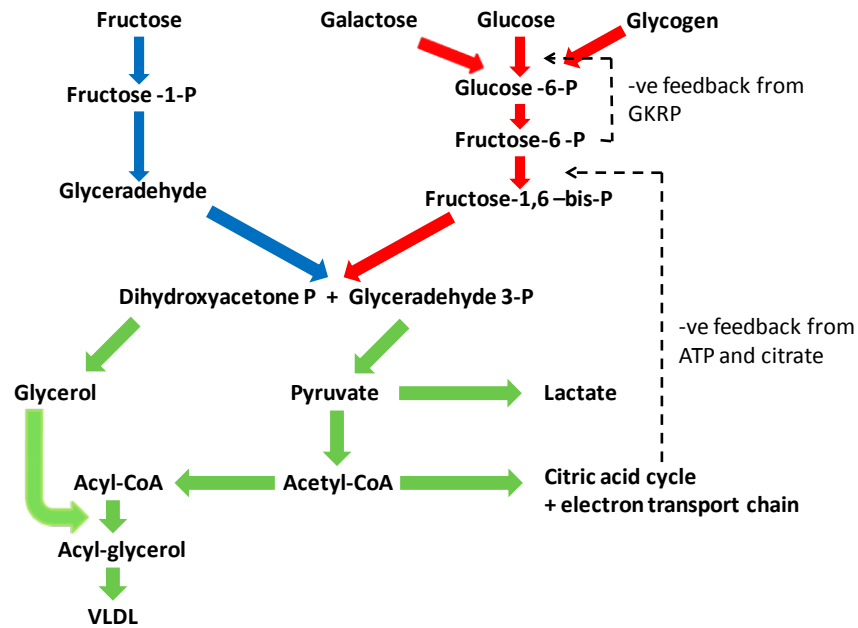 Fructose
Galactose
Glucose
Glycogen
Fructose -1-P
Glucose -6-P
-ve feedback from
GKRP
Fructose-6 -P
Glyceradehyde
Fructose-1,6 –bis-P
Dihydroxyacetone P + Glyceradehyde 3-P
-ve feedback from
ATP and citrate
Glycerol
Pyruvate
Lactate
Acyl-CoA
Acetyl-CoA
Citric acid cycle
+ electron transport chain
Acyl-glycerol
VLDL